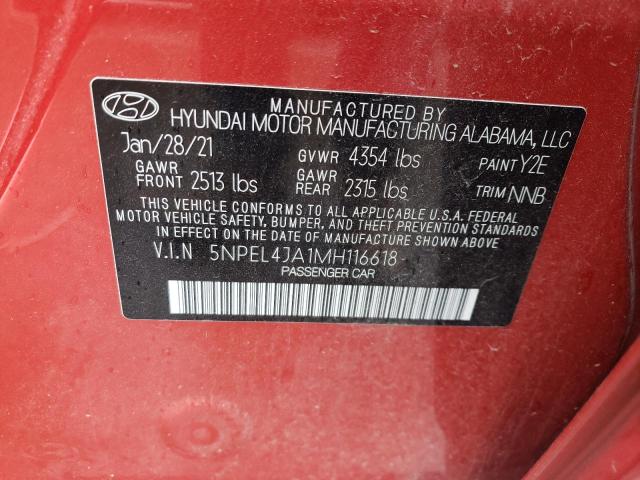 MANUFACTURED BY
HYUNDAI MOTOR MANUFACTURING ALABAMA, LLC
Jan/28/21 GVWR 4354 lbs PAINT Y2E
GAWR FRONT 2513 lbs GAWR REAR 2315 lbs TRIM NNB
THIS VEHICLE CONFORMS TO ALL APPLICABLE U.S.A. FEDERAL
MOTOR VEHICLE SAFETY, BUMPER, AND THEFT PREVENTION STANDARDS
IN EFFECT ON THE DATE OF MANUFACTURE SHOWN ABOVE
V.I.N 5NPEL4JA1MH116618
PASSENGER CAR